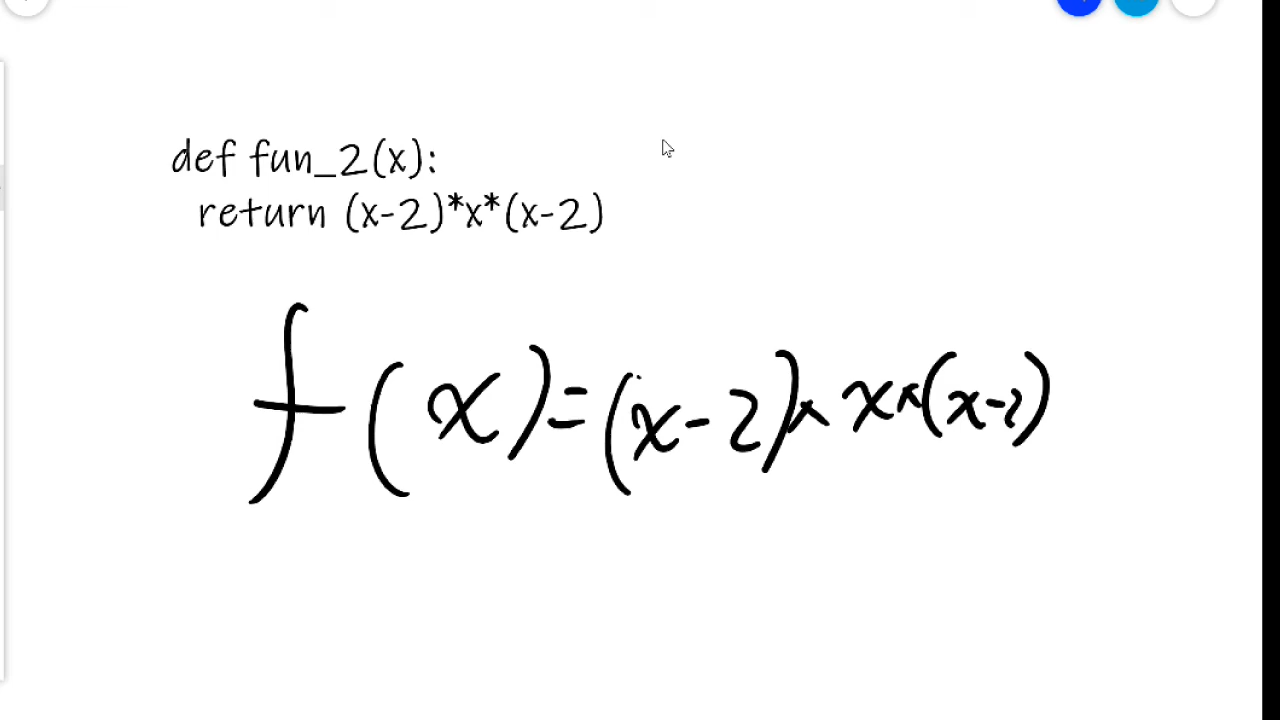 def fun_2(x):
return (x-2)*x*(x-2)
f(x)=(x-2)*x*(x-2)